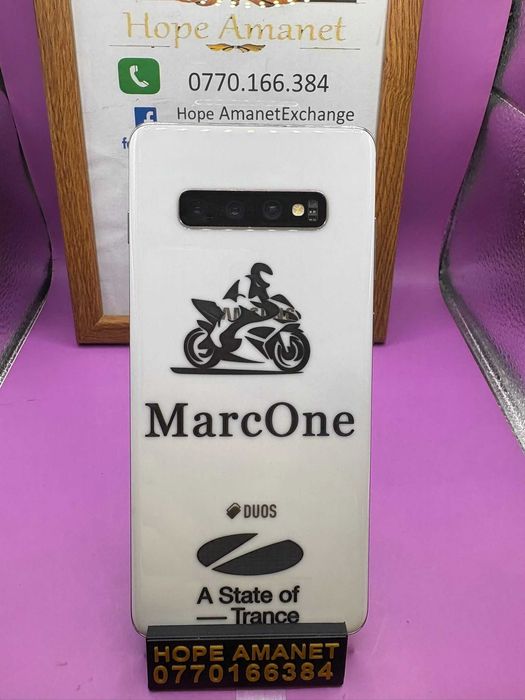 Hope Amanet
0770.166.384
Hope AmanetExchange
MarcOne
DUOS
A State of
Trance
HOPE AMANET
0770166384